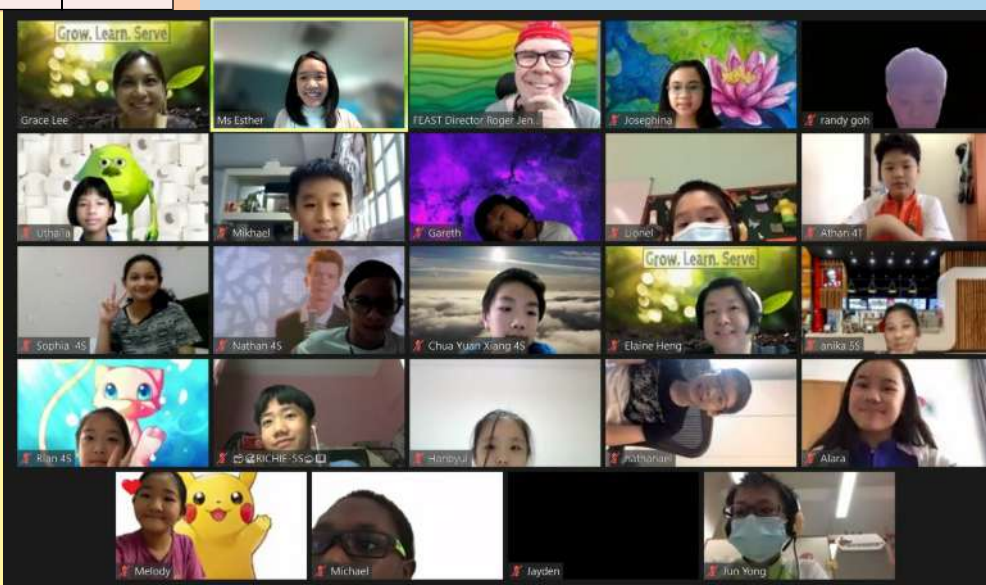 Grow. Learn. Serve
Grace Lee
Ms Esther
FEAST Director Roger Jen...
Josephina
randy goh
Uthaiia
Mikhael
Gareth
Lionel
Athan 4T
Sophia -4S
Nathan 4S
Chua Yuan Xiang 4S
Grow. Learn. Serve
Elaine Heng
anika 5S
Rian 4S
RICHIE-5S
Hanbyul
nathanael
Alara
Melody
Michael
Jayden
Jun Yong